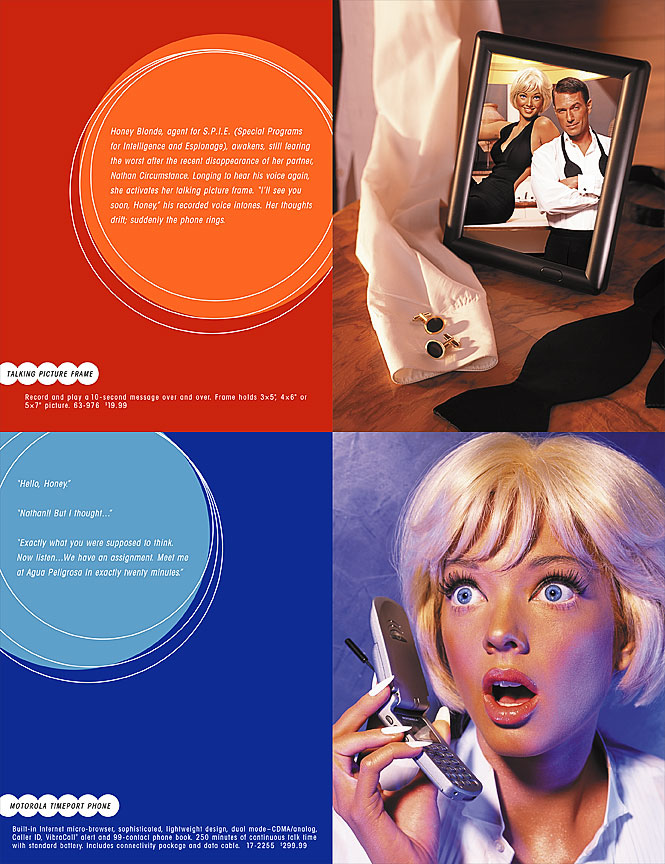 Honey Blonde, agent for S.P.I.E. (Special Programs
for Intelligence and Espionage), awakens, still fearing
the worst after the recent disappearance of her partner,
Nathan Circumstance. Longing to hear his voice again,
she activates her talking picture frame. "I'll see you
soon, Honey," his recorded voice intones. Her thoughts
drift; suddenly the phone rings.
TALKING PICTURE FRAME
Record and play a 10-second message over and over. Frame holds 3×5", 4×6" or
5×7" picture. 63-976 $19.99
"Hello, Honey."
"Nathan!! But I thought..."
"Exactly what you were supposed to think.
Now listen...We have an assignment. Meet me
at Agua Peligrosa in exactly twenty minutes."
MOTOROLA TIMEPORT PHONE
Built-in Internet micro-browser, sophisticated, lightweight design, dual mode–CDMA/analog,
Caller ID, VibraCall® alert and 99-contact phone book. 250 minutes of continuous talk time
with standard battery. Includes connectivity package and data cable. 17-2255 $299.99